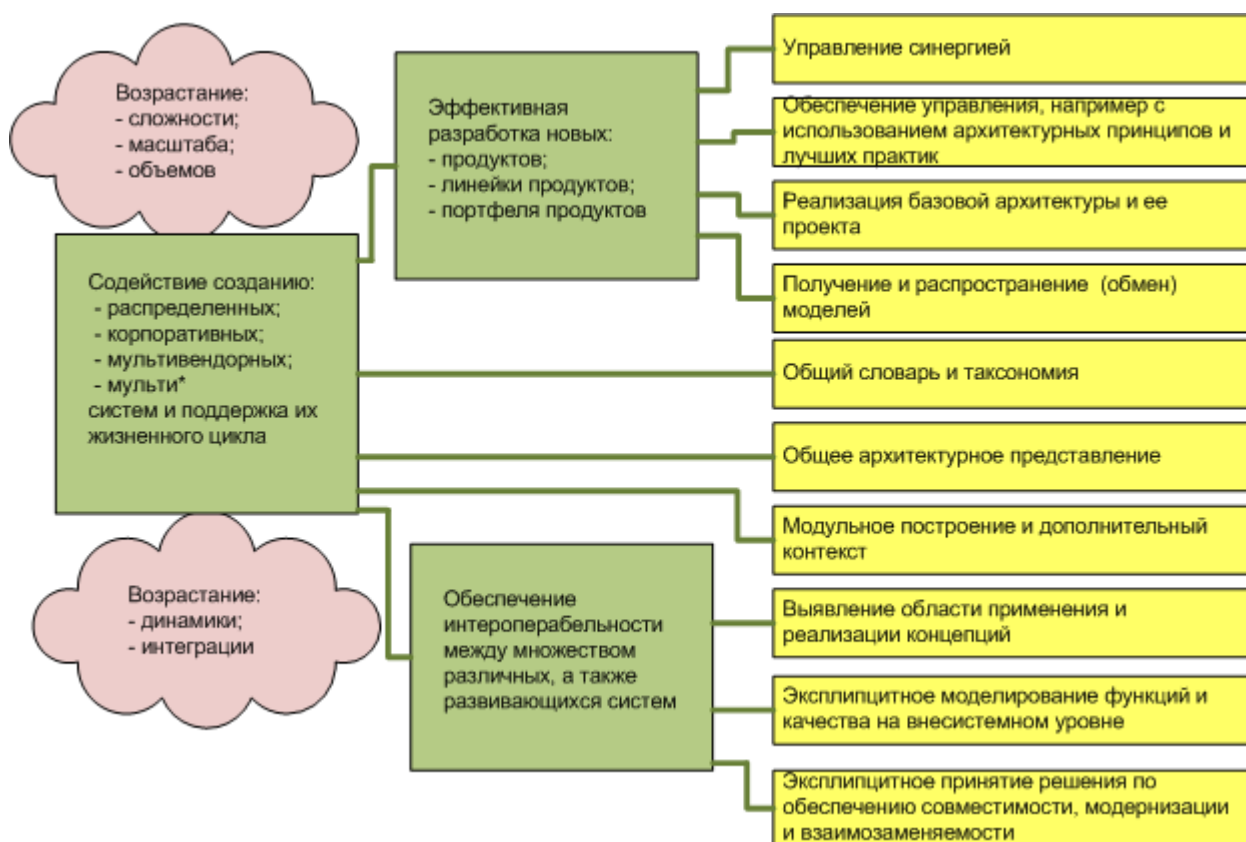 Возрастание:
- сложности;
- масштаба;
- объемов
Содействие созданию:
- распределенных;
- корпоративных;
- мультивендорных;
- мульти*
систем и поддержка их
жизненного цикла
Возрастание:
- динамики;
- интеграции
Эффективная
разработка новых:
- продуктов;
- линейки продуктов;
- портфеля продуктов
Обеспечение
интероперабельности
между множеством
различных, а также
развивающихся систем
Управление синергией
Обеспечение управления, например с
использованием архитектурных принципов и
лучших практик
Реализация базовой архитектуры и ее
проекта
Получение и распространение (обмен)
моделей
Общий словарь и таксономия
Общее архитектурное представление
Модульное построение и дополнительный
контекст
Выявление области применения и
реализации концепций
Эксплипцитное моделирование функций и
качества на внесистемном уровне
Эксплипцитное принятие решения по
обеспечению совместимости, модернизации
и взаимозаменяемости